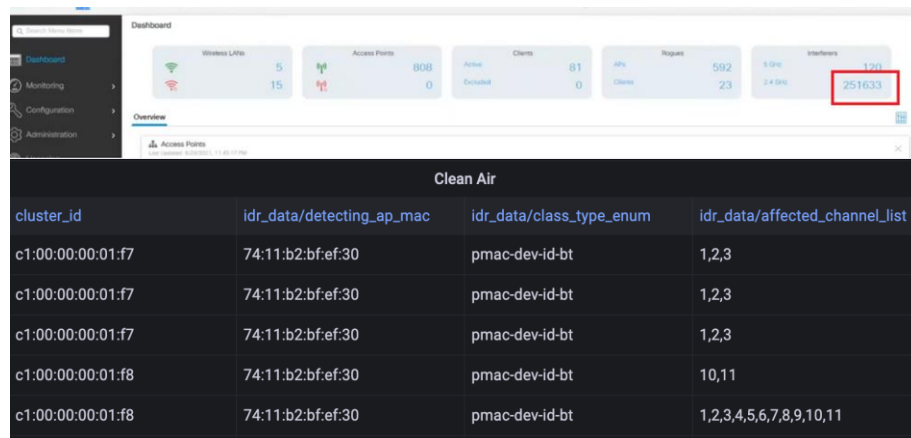 Dashboard
Search Menu Items
Dashboard
Monitoring
Configuration
Administration
Wireless LANs
5
15
Access Points
808
0
Clients
Active 81
Excluded 0
Rogues
APs 592
Clients 23
Interferers
5 GHz 120
2.4 GHz 251633
Overview
Access Points
Clean Air
cluster_id idr_data/detecting_ap_mac idr_data/class_type_enum idr_data/affected_channel_list
c1:00:00:00:01:f7 74:11:b2:bf:ef:30 pmac-dev-id-bt 1,2,3
c1:00:00:00:01:f7 74:11:b2:bf:ef:30 pmac-dev-id-bt 1,2,3
c1:00:00:00:01:f7 74:11:b2:bf:ef:30 pmac-dev-id-bt 1,2,3
c1:00:00:00:01:f8 74:11:b2:bf:ef:30 pmac-dev-id-bt 10,11
c1:00:00:00:01:f8 74:11:b2:bf:ef:30 pmac-dev-id-bt 1,2,3,4,5,6,7,8,9,10,11